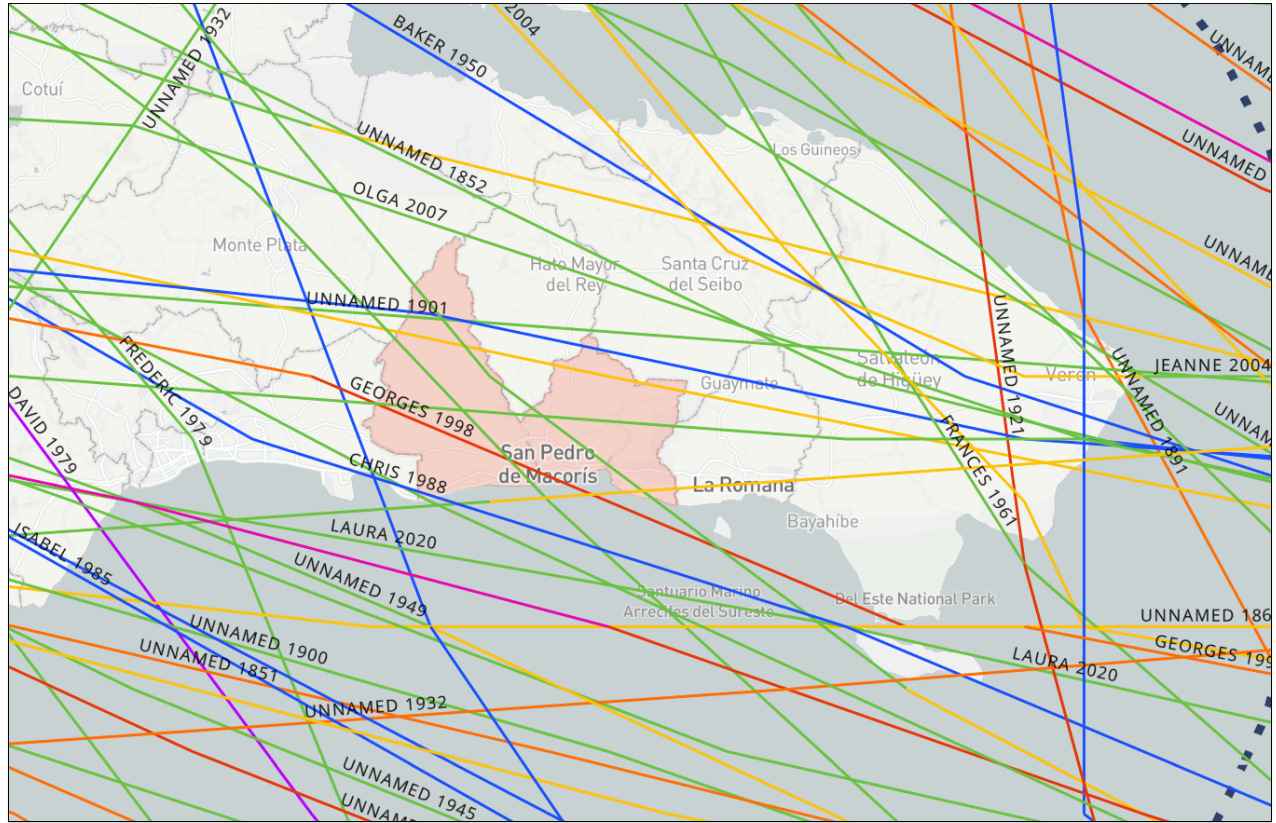 UNNAMED 1932
2004
BAKER 1950
UNNAME
Cotuí
UNNAMED 1852
Los Guineos
UNNAMED
OLGA 2007
Monte Plata
Hato Mayor
del Rey
Santa Cruz
del Seibo
UNNAME
UNNAMED 1901
UNNAMED 1921
FREDERIC 1979
GEORGES 1998
Guaymate
Salvaleón
de Higüey
Verón
JEANNE 2004
DAVID 1979
UNNAMED 1891
UNNAM
San Pedro
de Macorís
CHRIS 1988
La Romana
FRANCES 1961
Bayahíbe
LAURA 2020
ISABEL 1985
UNNAMED 1949
Santuario Marino
Arrecifes del Sureste
Del Este National Park
UNNAMED 186
UNNAMED 1900
UNNAMED 1851
GEORGES 199
LAURA 2020
UNNAMED 1932
UNNAMED 1945
UNNAM